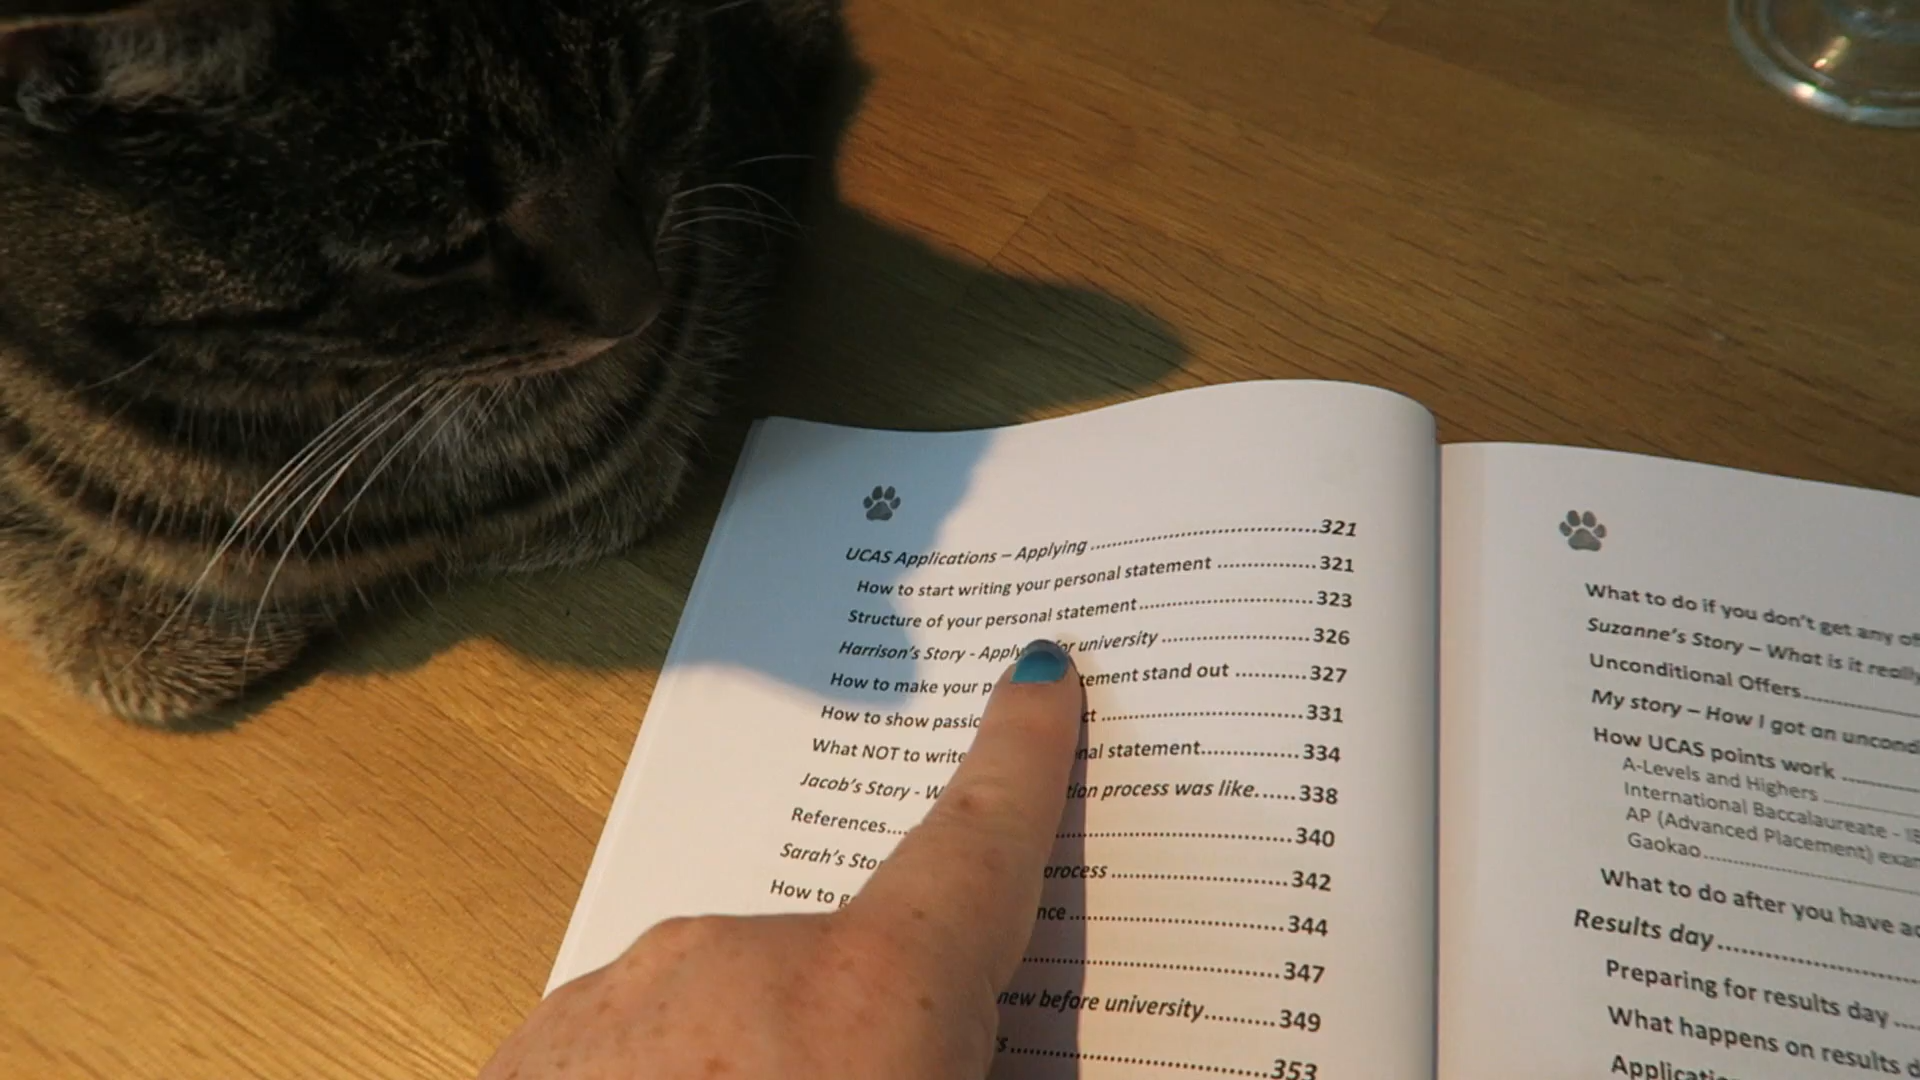 UCAS Applications – Applying ..................................321
How to start writing your personal statement ...............321
Structure of your personal statement..........................323
Harrison's Story - Apply for university ......................326
How to make your tement stand out ..........327
How to show ct ................................331
What NOT to write nal statement..............334
Jacob's Story - process was like......338
References.... ..................................340
Sarah's process .........................342
How to ...............................344
.....................................347
new before university..........349
.....................................353
What to do if you don't get any
Suzanne's Story – What is it really
Unconditional Offers
My story – How I got an
How UCAS points work
A-Levels and Highers
International Baccalaureate -
AP (Advanced Placement)
Gaokao
What to do after you have
Results day
Preparing for results day
What happens on results